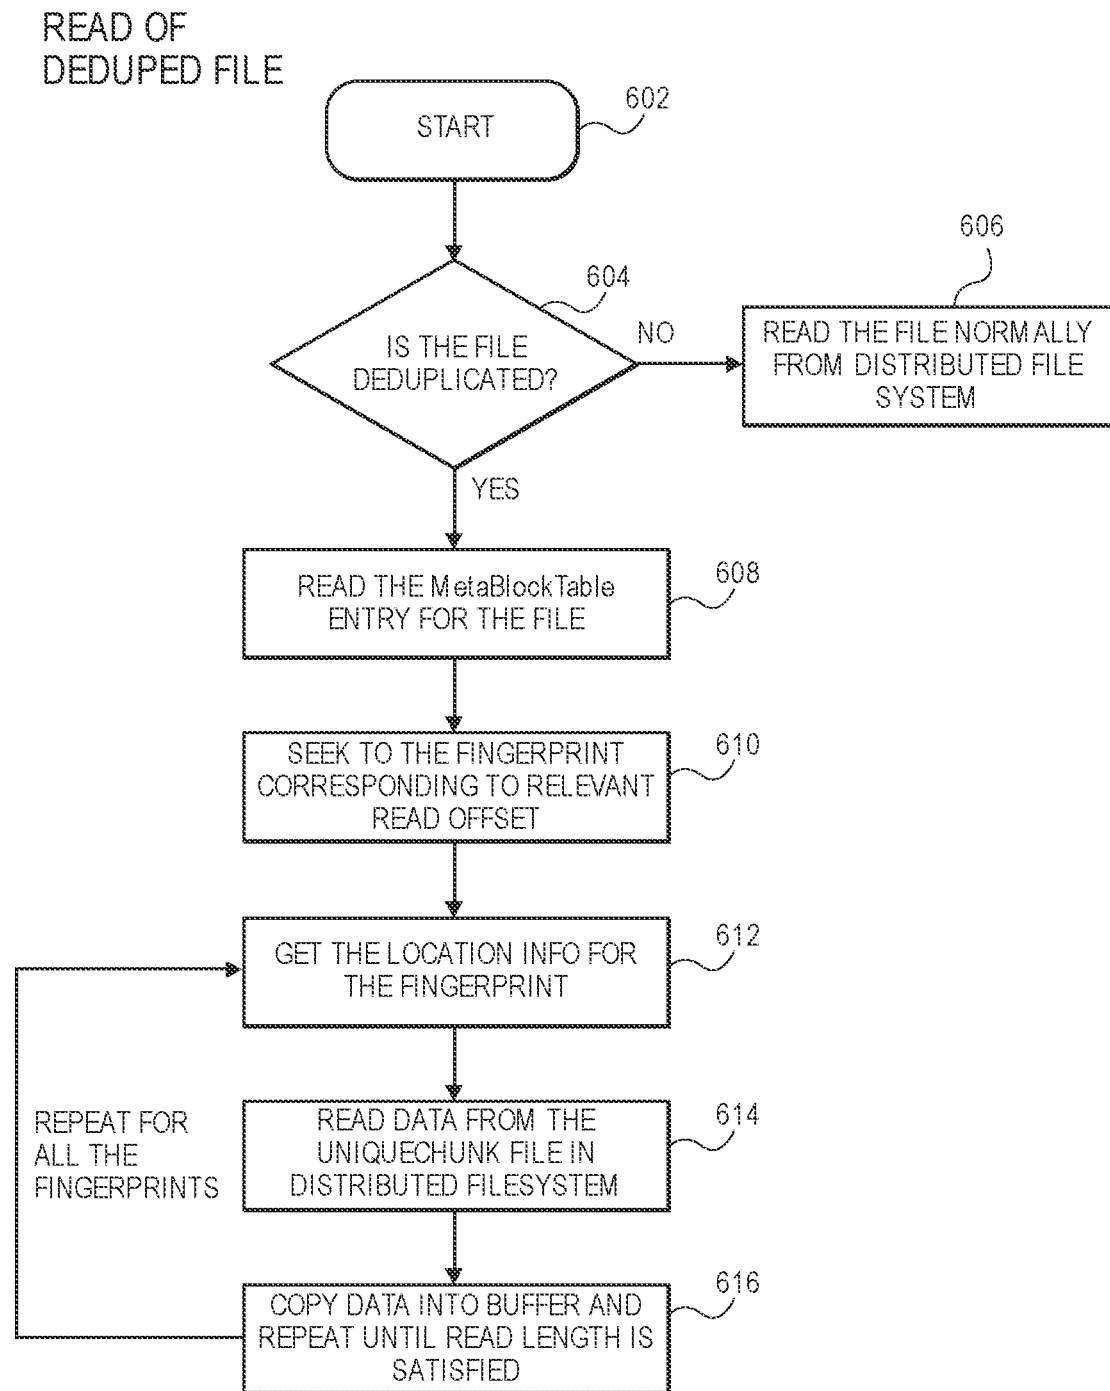 READ OF
DEDUPED FILE
602
START
604
606
IS THE FILE
DEDUPLICATED?
NO
READ THE FILE NORMALLY
FROM DISTRIBUTED FILE
SYSTEM
YES
608
READ THE MetaBlockTable
ENTRY FOR THE FILE
610
SEEK TO THE FINGERPRINT
CORRESPONDING TO RELEVANT
READ OFFSET
612
GET THE LOCATION INFO FOR
THE FINGERPRINT
614
READ DATA FROM THE
UNIQUECHUNK FILE IN
DISTRIBUTED FILESYSTEM
REPEAT FOR
ALL THE
FINGERPRINTS
616
COPY DATA INTO BUFFER AND
REPEAT UNTIL READ LENGTH IS
SATISFIED